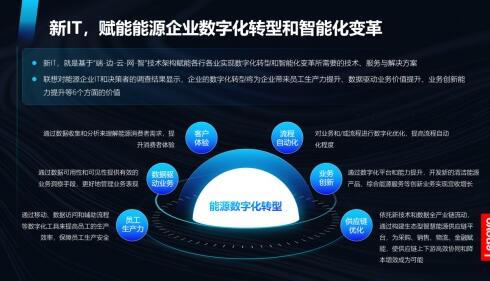 新IT，赋能能源企业数字化转型和智能化变革
新IT，就是基于"端-边-云-网-智"技术架构赋能各行各业实现数字化转型和智能化变革所需要的技术、服务与解决方案
联想对能源企业IT和决策者的调查结果显示，企业的数字化转型将为企业带来员工生产力提升、数据驱动业务价值提升、业务创新能
力提升等6个方面的价值
通过数据收集和分析来理解能源消费者需求，提
升消费者体验
客户
体验
流程
自动化
对业务和/或流程进行数字化优化，提高流程自动
化程度
通过数据可用性和可见性提供有效的
业务洞察手段，更好地管理业务表现
数据驱
动业务
业务
创新
通过数字化平台和能力提升，开发新的清洁能源
产品、综合能源服务等创新业务实现营收增长
能源数字化转型
通过移动、数据访问和辅助流程
等数字化工具来提高员工的生产
效率，保障员工生产安全
员工
生产力
供应链
优化
依托新技术和数据全产业链流动，
通过构建生态型智慧能源供应链平
台，为采购、销售、物流、金融赋
能，使供应链上下游高效协同和降
本增效成为可能
Lenovo